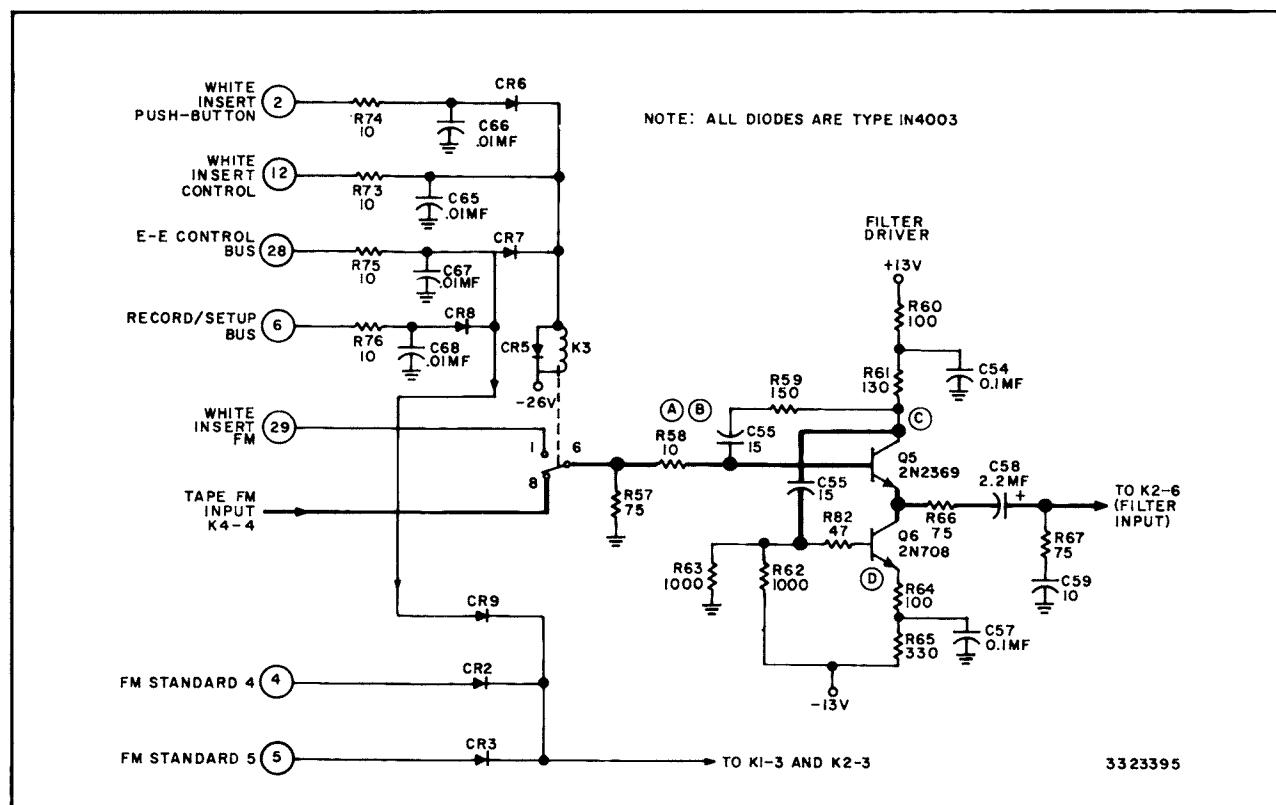 WHITE
INSERT
PUSH-BUTTON
2
R74
10
C66
.01MF
CR6
NOTE: ALL DIODES ARE TYPE IN4003
WHITE
INSERT
CONTROL
12
R73
10
C65
.01MF
E-E CONTROL
BUS
28
R75
10
C67
.01MF
CR7
RECORD/SETUP
BUS
6
R76
10
C68
.01MF
CR8
CR5
K3
-26V
WHITE
INSERT
FM
29
1
6
8
TAPE FM
INPUT
K4-4
R57
75
A
B
R58
10
C55
15
R59
150
FILTER
DRIVER
+13V
R60
100
R61
130
C54
0.1MF
C
Q5
2N2369
C55
15
R82
47
Q6
2N708
D
R66
75
C58
2.2MF
+
TO K2-6
(FILTER
INPUT)
R67
75
C59
10
R63
1000
R62
1000
R64
100
R65
330
C57
0.1MF
-13V
CR9
FM STANDARD 4
4
CR2
FM STANDARD 5
5
CR3
TO K1-3 AND K2-3
3323395